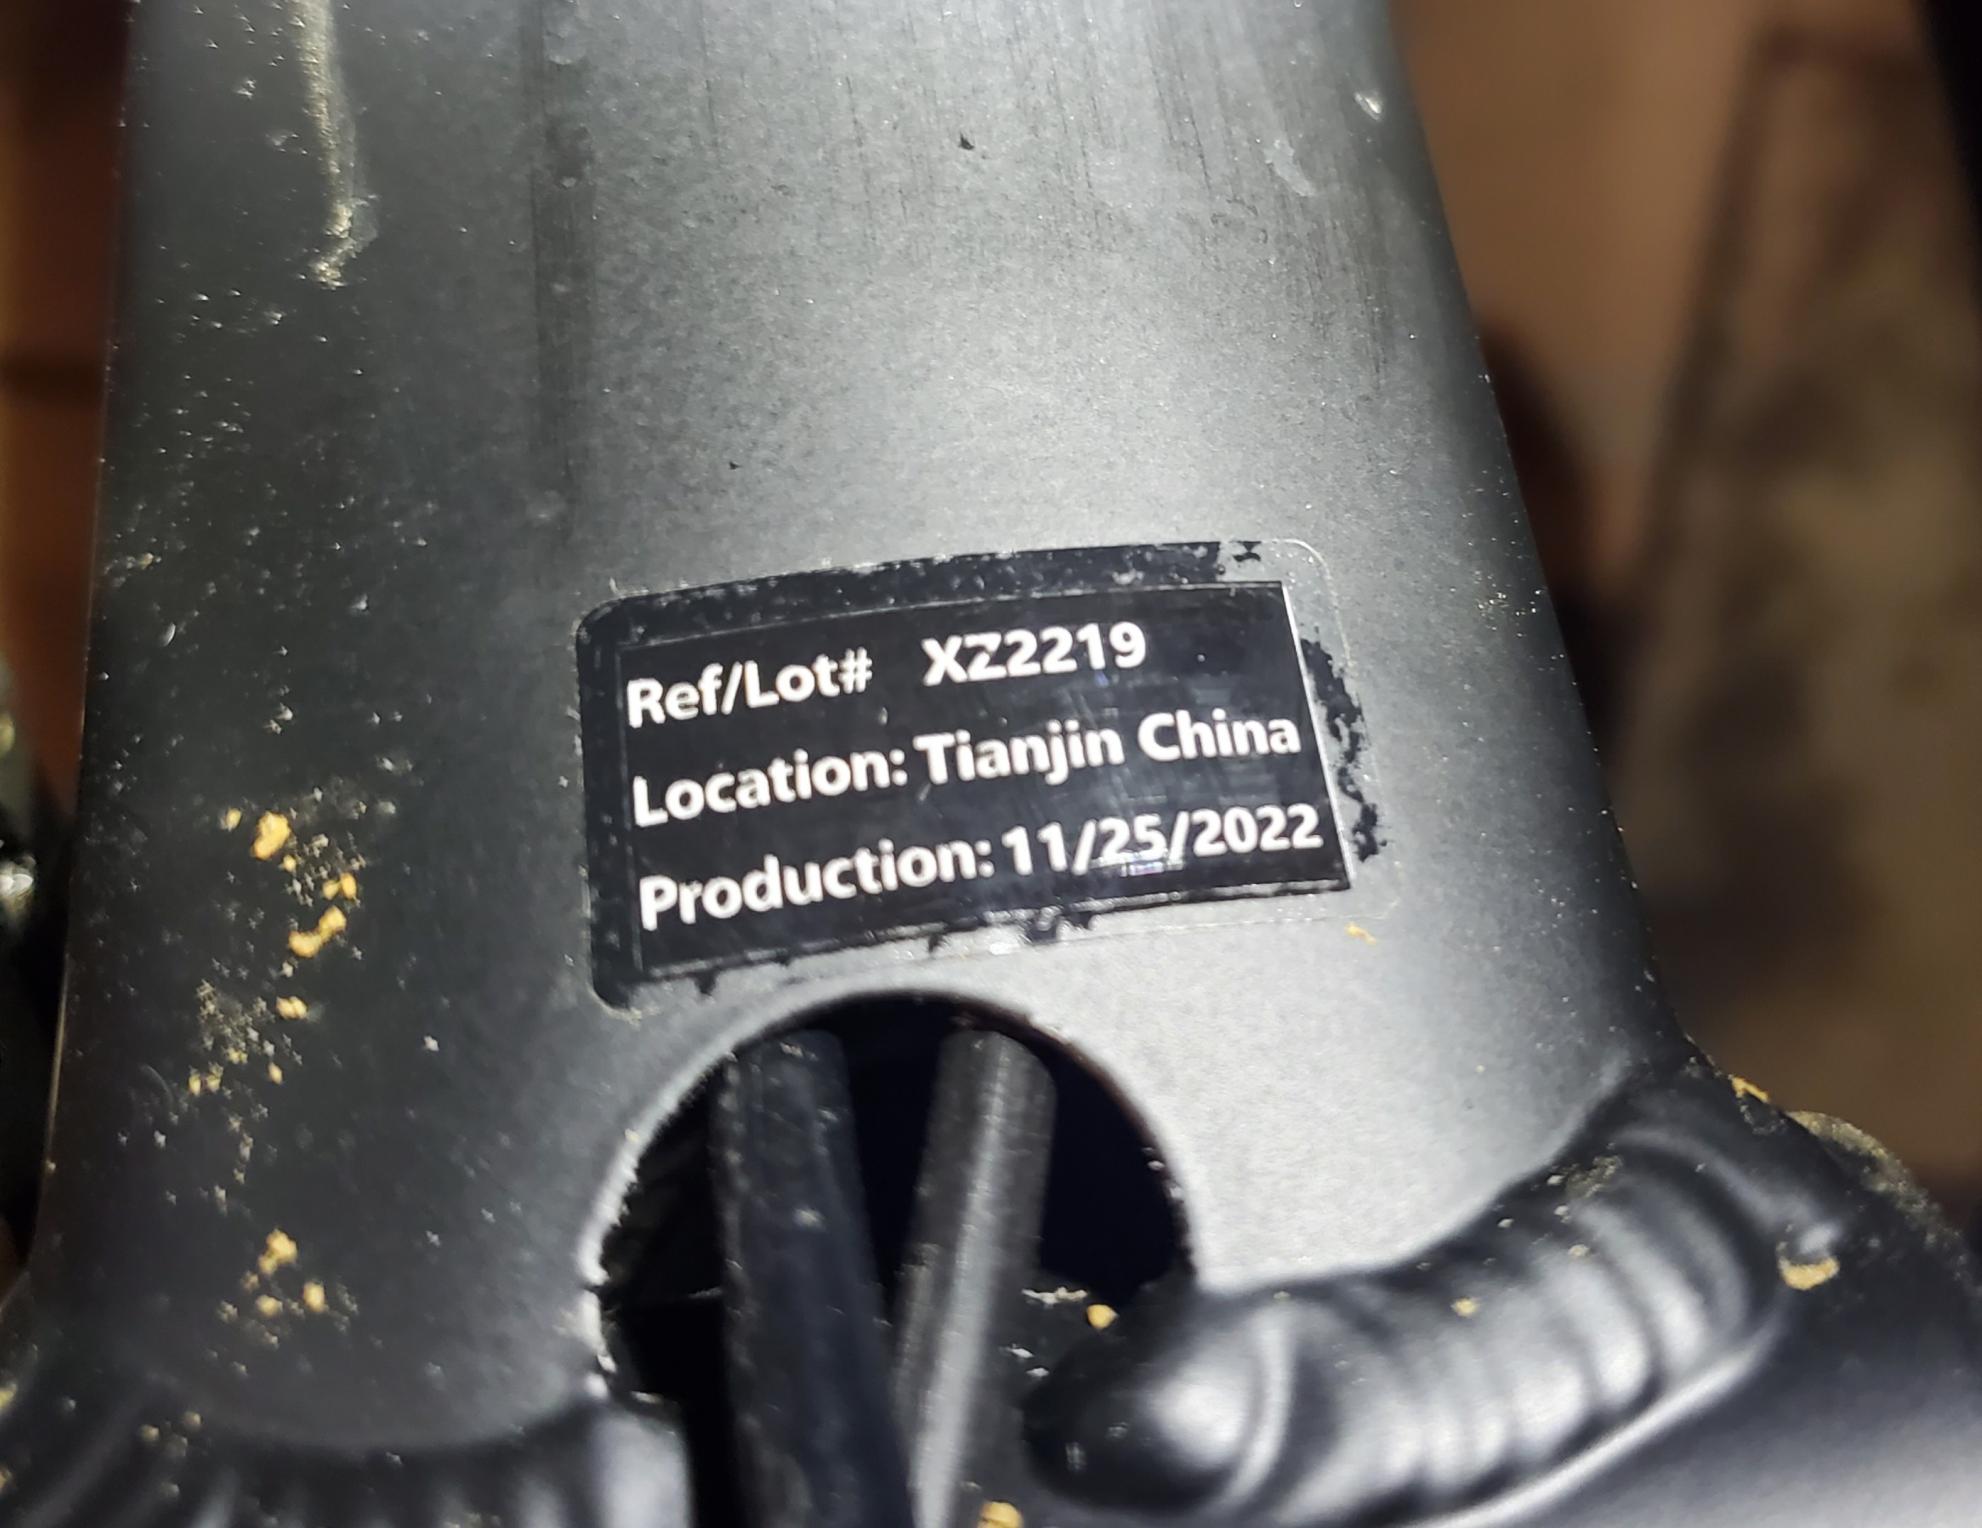 Ref/Lot# XZ2219
Location: Tianjin China
Production: 11/25/2022